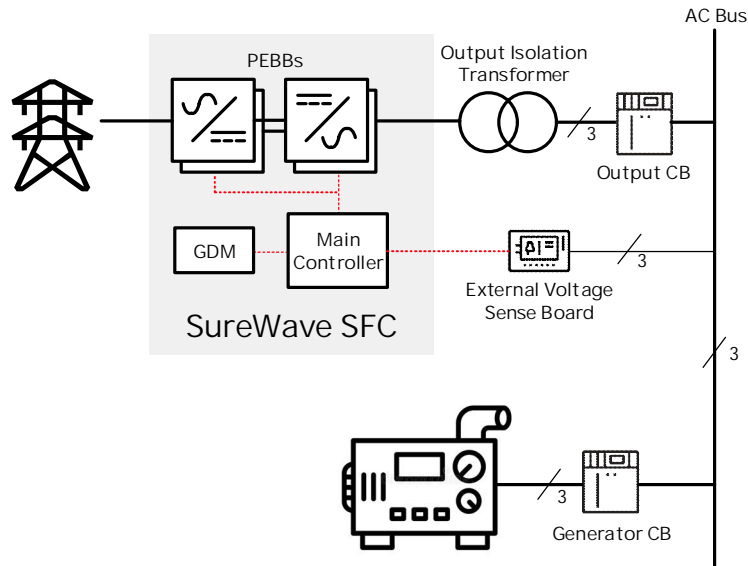 AC Bus
PEBBs
Output Isolation
Transformer
3
Output CB
GDM
Main
Controller
3
External Voltage
Sense Board
SureWave SFC
3
3
Generator CB